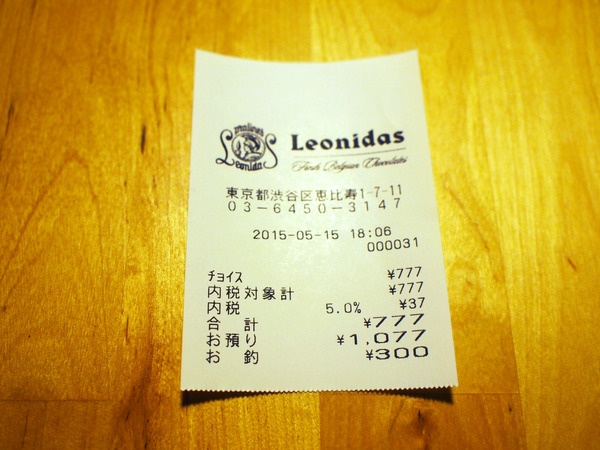 Pralines
Leonidas
Leonidas
Fresh Belgian Chocolates
東京都渋谷区恵比寿1-7-11
03-6450-3147
2015-05-15 18:06
000031
ﾁｮｲｽ ¥777
内税対象計 ¥777
内税 5.0% ¥37
合 計 ¥777
お預り ¥1,077
お 釣 ¥300